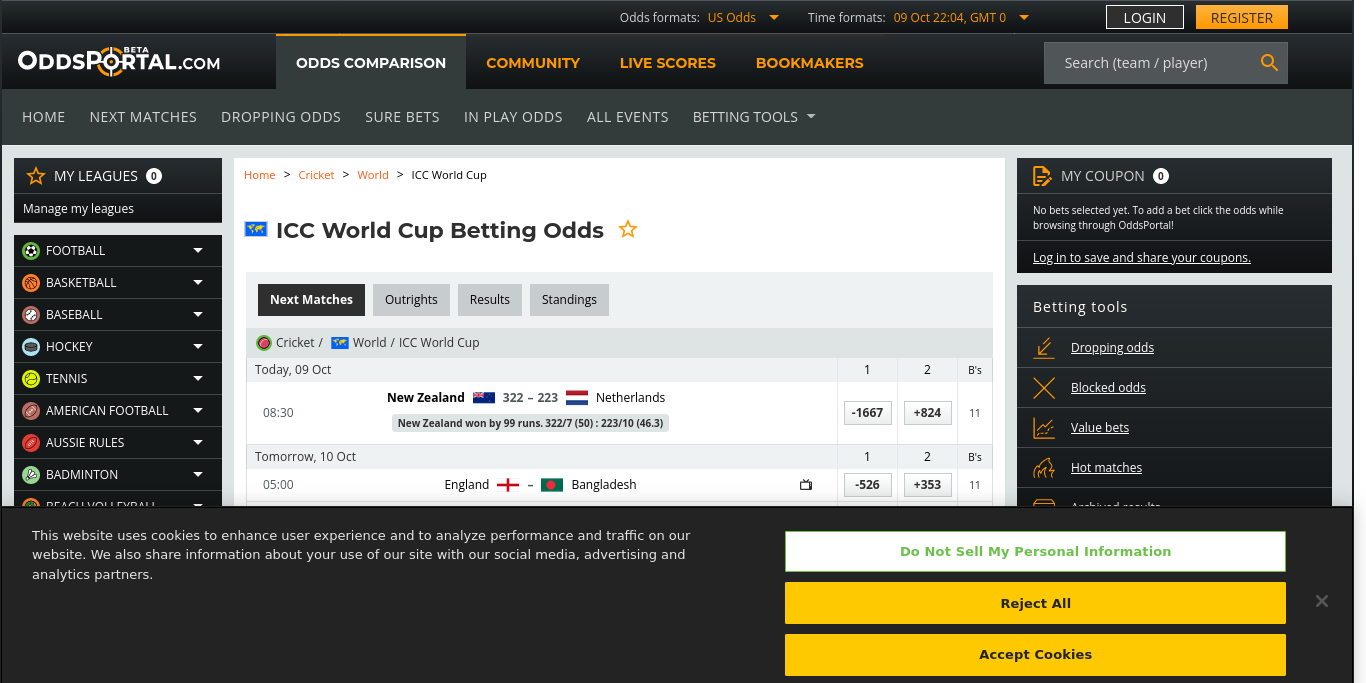 Odds formats: US Odds Time formats: 09 Oct 22:04, GMT 0 LOGIN REGISTER
ODDSPORTAL.COM BETA
ODDS COMPARISON COMMUNITY LIVE SCORES BOOKMAKERS Search (team / player)
HOME NEXT MATCHES DROPPING ODDS SURE BETS IN PLAY ODDS ALL EVENTS BETTING TOOLS
MY LEAGUES 0
Manage my leagues
FOOTBALL
BASKETBALL
BASEBALL
HOCKEY
TENNIS
AMERICAN FOOTBALL
AUSSIE RULES
BADMINTON
BEACH VOLLEYBALL
Home > Cricket > World > ICC World Cup
ICC World Cup Betting Odds
Next Matches Outrights Results Standings
Cricket / World / ICC World Cup
Today, 09 Oct 1 2 B's
08:30 New Zealand 322 – 223 Netherlands -1667 +824 11
New Zealand won by 99 runs. 322/7 (50) : 223/10 (46.3)
Tomorrow, 10 Oct 1 2 B's
05:00 England – Bangladesh -526 +353 11
MY COUPON 0
No bets selected yet. To add a bet click the odds while
browsing through OddsPortal!
Log in to save and share your coupons.
Betting tools
Dropping odds
Blocked odds
Value bets
Hot matches
Archived results
This website uses cookies to enhance user experience and to analyze performance and traffic on our
website. We also share information about your use of our site with our social media, advertising and
analytics partners.
Do Not Sell My Personal Information
Reject All
Accept Cookies